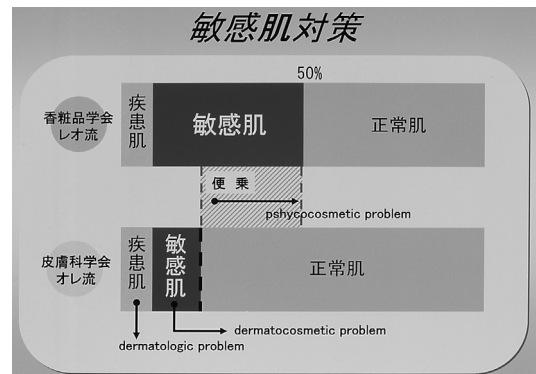 敏感肌対策
50%
香粧品学会
レオ流
疾患肌
敏感肌
正常肌
便乗
pshycocosmetic problem
皮膚科学会
オレ流
疾患肌
敏感肌
正常肌
dermatocosmetic problem
dermatologic problem